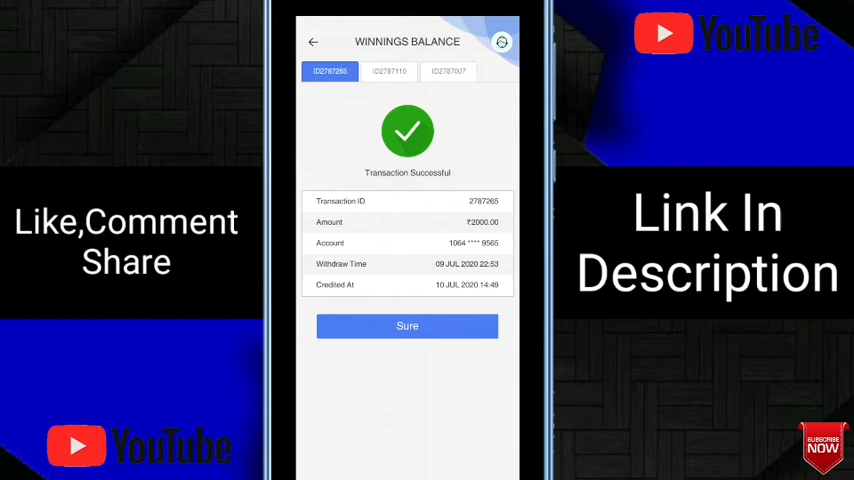 WINNINGS BALANCE
ID2787265 ID2787110 ID2787007
Transaction Successful
Transaction ID 2787265
Amount ₹2000.00
Account 1064 **** 9565
Withdraw Time 09 JUL 2020 22:53
Credited At 10 JUL 2020 14:49
Sure
Like,Comment
Share
YouTube
YouTube
Link In
Description
SUBSCRIBE
NOW